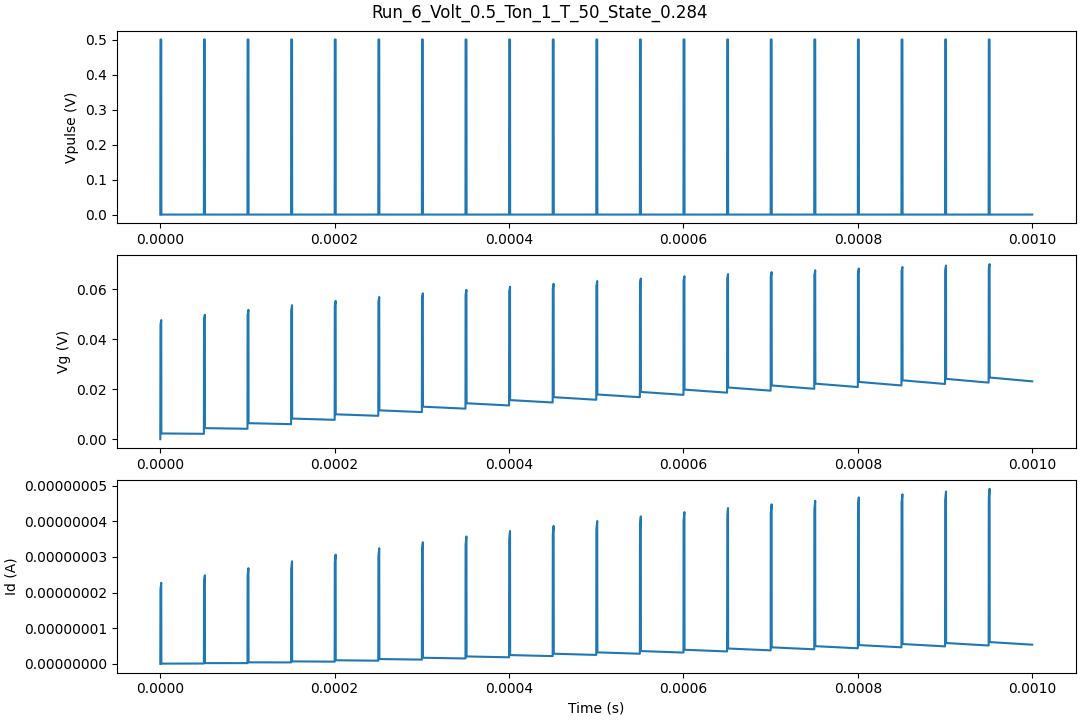 Run_6_Volt_0.5_Ton_1_T_50_State_0.284
Vpulse (V)
0.5
0.4
0.3
0.2
0.1
0.0
0.0000 0.0002 0.0004 0.0006 0.0008 0.0010
Vg (V)
0.06
0.04
0.02
0.00
0.0000 0.0002 0.0004 0.0006 0.0008 0.0010
Id (A)
0.00000005
0.00000004
0.00000003
0.00000002
0.00000001
0.00000000
0.0000 0.0002 0.0004 0.0006 0.0008 0.0010
Time (s)